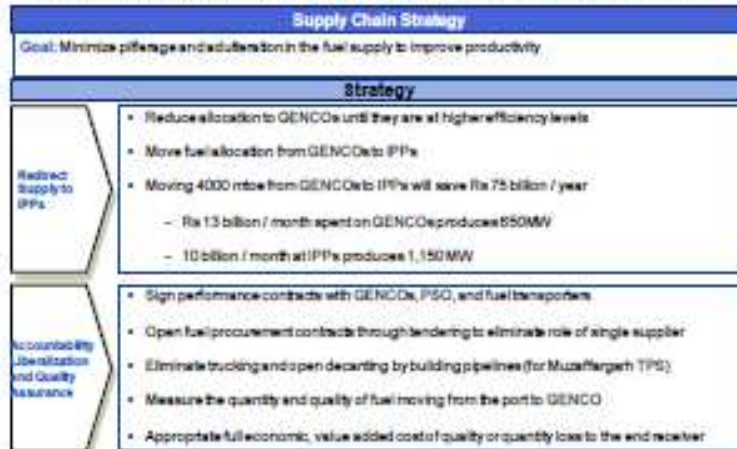 Supply Chain Strategy
Goal: Minimize pilferage and adulteration in the fuel supply to improve productivity
Strategy
Redirect
Supply to
IPPs
• Reduce allocation to GENCOs until they are at higher efficiency levels
• Move fuel allocation from GENCOs to IPPs
• Moving 4000 mtoe from GENCOs to IPPs will save Rs 75 billion / year
– Rs 13 billion / month spent on GENCOs produces 650MW
– 10 billion / month at IPPs produces 1,150 MW
Accountability
Liberalization
and Quality
Assurance
• Sign performance contracts with GENCOs, PSO, and fuel transporters
• Open fuel procurement contracts through tendering to eliminate role of single supplier
• Eliminate trucking and open decanting by building pipelines (for Muzaffargarh TPS)
• Measure the quantity and quality of fuel moving from the port to GENCO
• Appropriate full economic, value added cost of quality or quantity loss to the end receiver